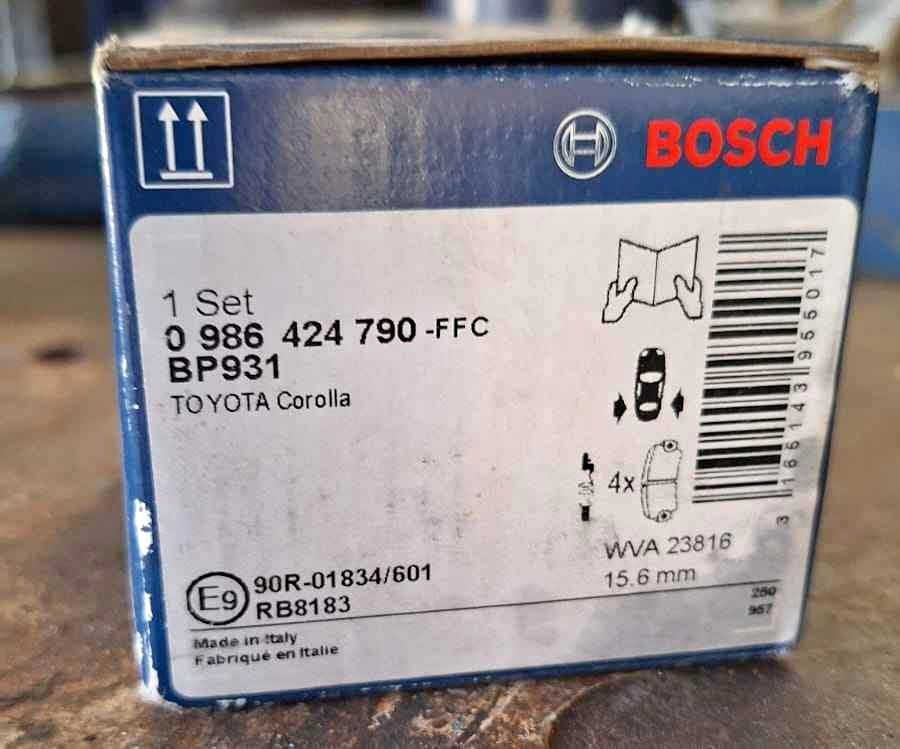 BOSCH
1 Set
0 986 424 790 -FFC
BP931
TOYOTA Corolla
4x
WVA 23816
15.6 mm
E9
90R-01834/601
RB8183
Made in Italy
Fabriqué en Italie
250
957
3 165143 955017